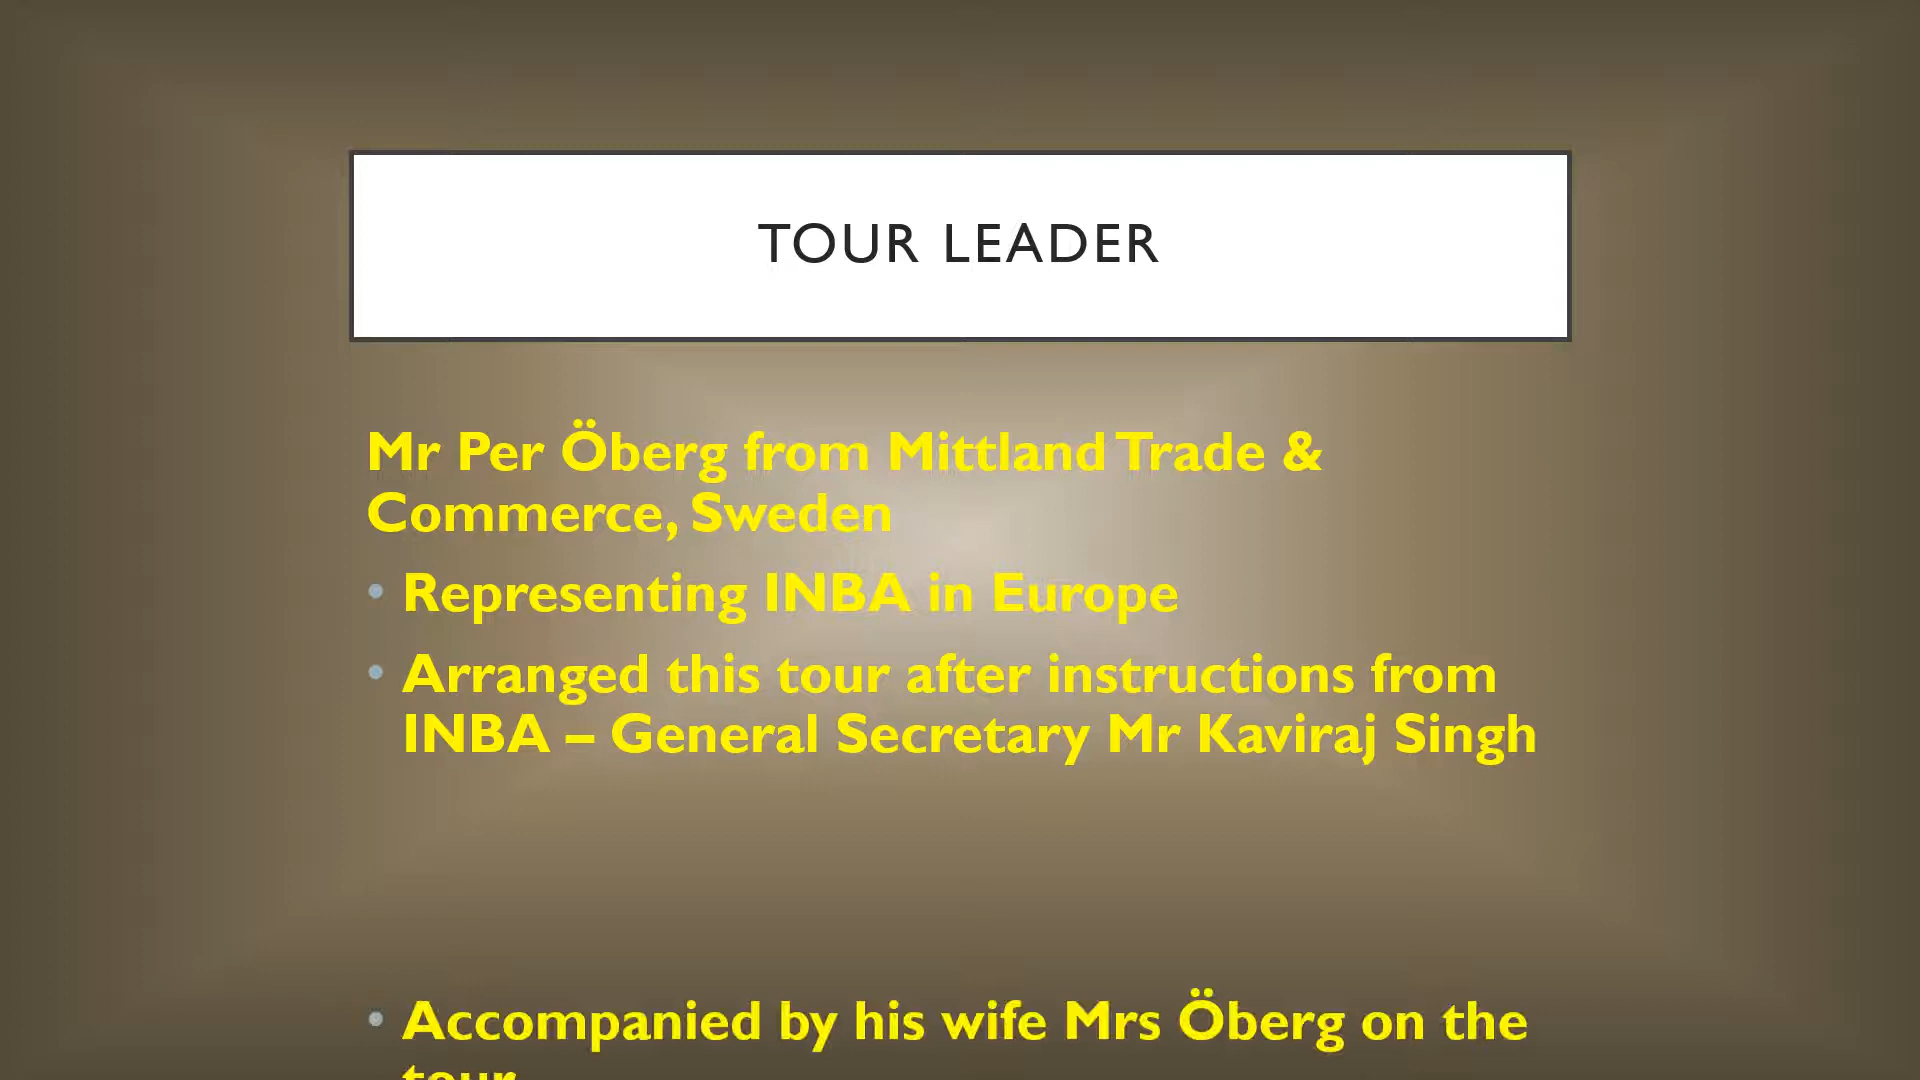 TOUR LEADER
Mr Per Öberg from Mittland Trade &
Commerce, Sweden
• Representing INBA in Europe
• Arranged this tour after instructions from
INBA – General Secretary Mr Kaviraj Singh
• Accompanied by his wife Mrs Öberg on the
tour